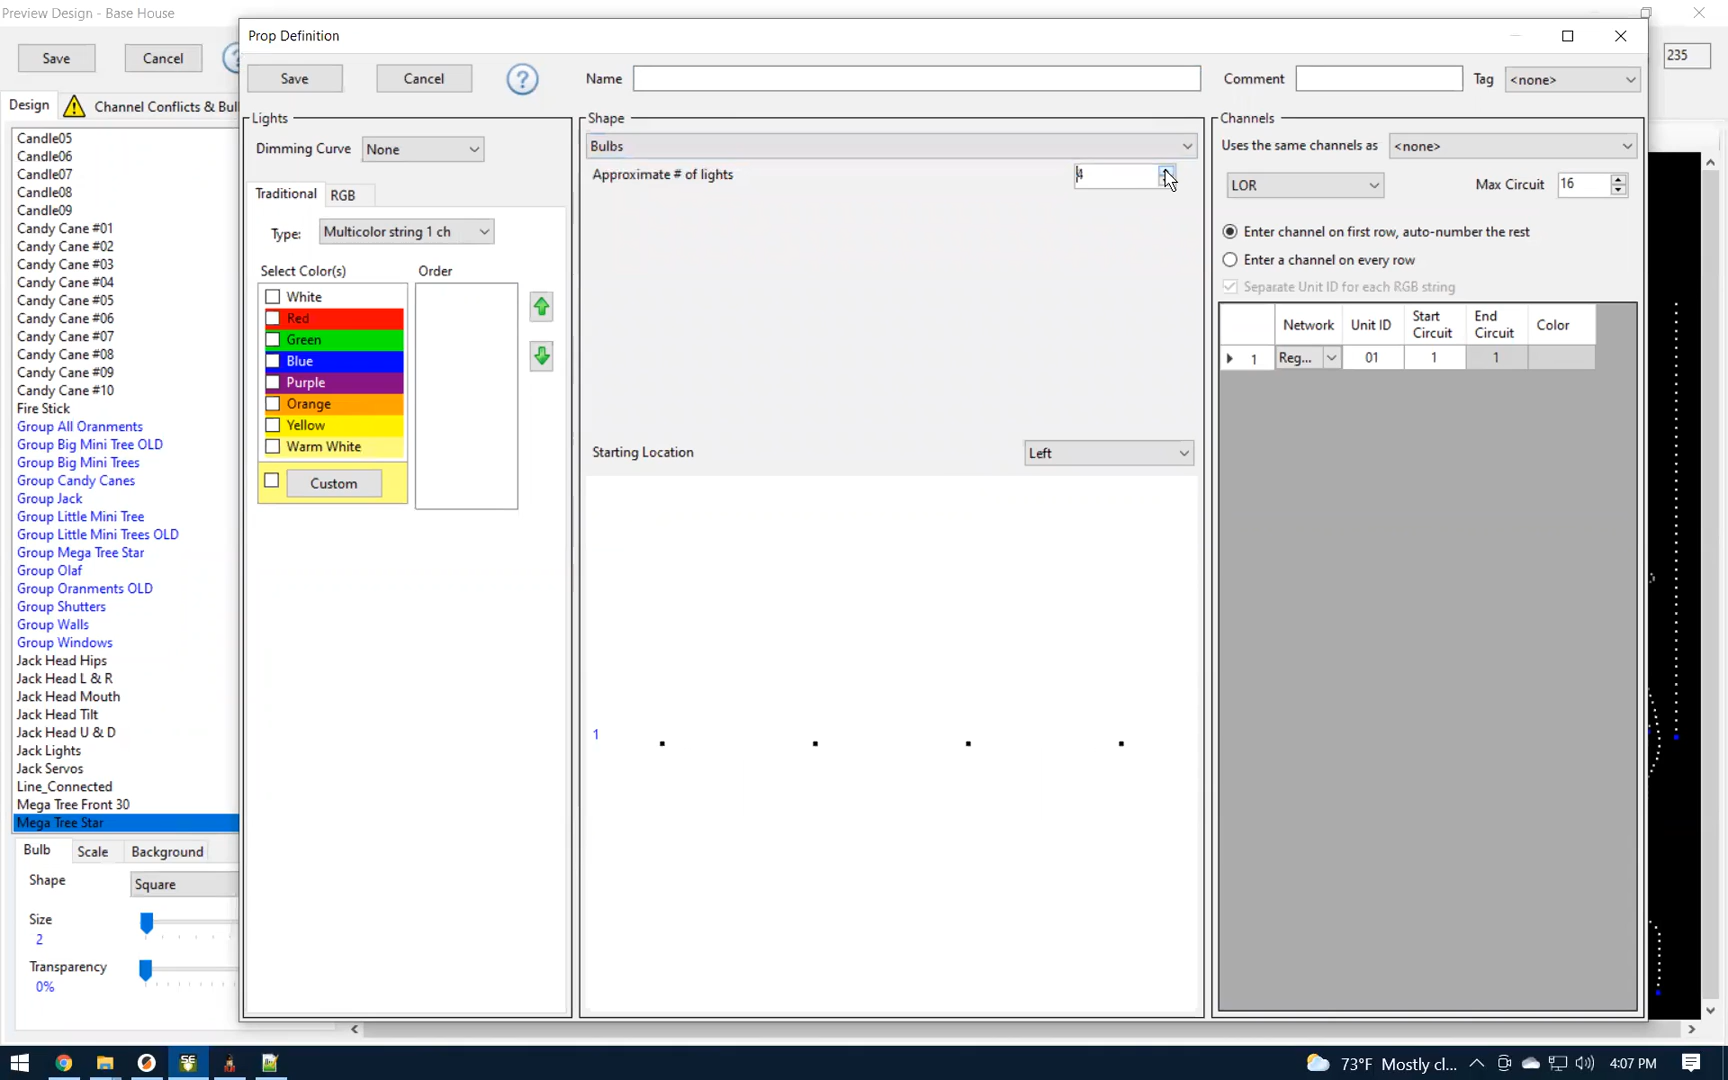 Preview Design - Base House
Save
Cancel
?
235
Design
Channel Conflicts & Bul
Candle05
Candle06
Candle07
Candle08
Candle09
Candy Cane #01
Candy Cane #02
Candy Cane #03
Candy Cane #04
Candy Cane #05
Candy Cane #06
Candy Cane #07
Candy Cane #08
Candy Cane #09
Candy Cane #10
Fire Stick
Group All Oranments
Group Big Mini Tree OLD
Group Big Mini Trees
Group Candy Canes
Group Jack
Group Little Mini Tree
Group Little Mini Trees OLD
Group Mega Tree Star
Group Olaf
Group Oranments OLD
Group Shutters
Group Walls
Group Windows
Jack Head Hips
Jack Head L & R
Jack Head Mouth
Jack Head Tilt
Jack Head U & D
Jack Lights
Jack Servos
Line_Connected
Mega Tree Front 30
Mega Tree Star
Bulb
Scale
Background
Shape
Square
Size
2
Transparency
0%
Prop Definition
Save
Cancel
?
Name
Comment
Tag
<none>
Lights
Dimming Curve
None
Traditional
RGB
Type:
Multicolor string 1 ch
Select Color(s)
Order
White
Red
Green
Blue
Purple
Orange
Yellow
Warm White
Custom
Shape
Bulbs
Approximate # of lights
4
Starting Location
Left
1
Channels
Uses the same channels as
<none>
LOR
Max Circuit
16
Enter channel on first row, auto-number the rest
Enter a channel on every row
Separate Unit ID for each RGB string
Network
Unit ID
Start Circuit
End Circuit
Color
1
Reg...
01
1
1
SE
73°F Mostly cl...
4:07 PM